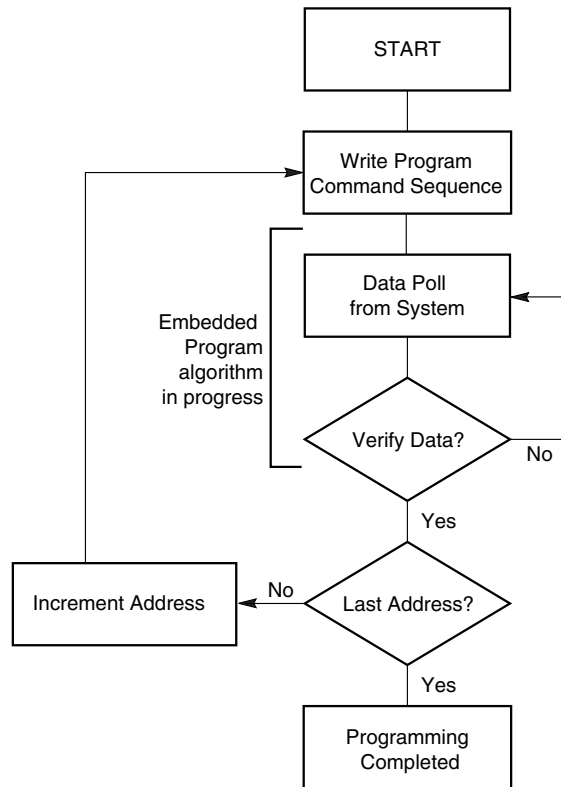 START
Write Program
Command Sequence
Data Poll
from System
Embedded
Program
algorithm
in progress
Verify Data?
No
Yes
No
Increment Address
Last Address?
Yes
Programming
Completed